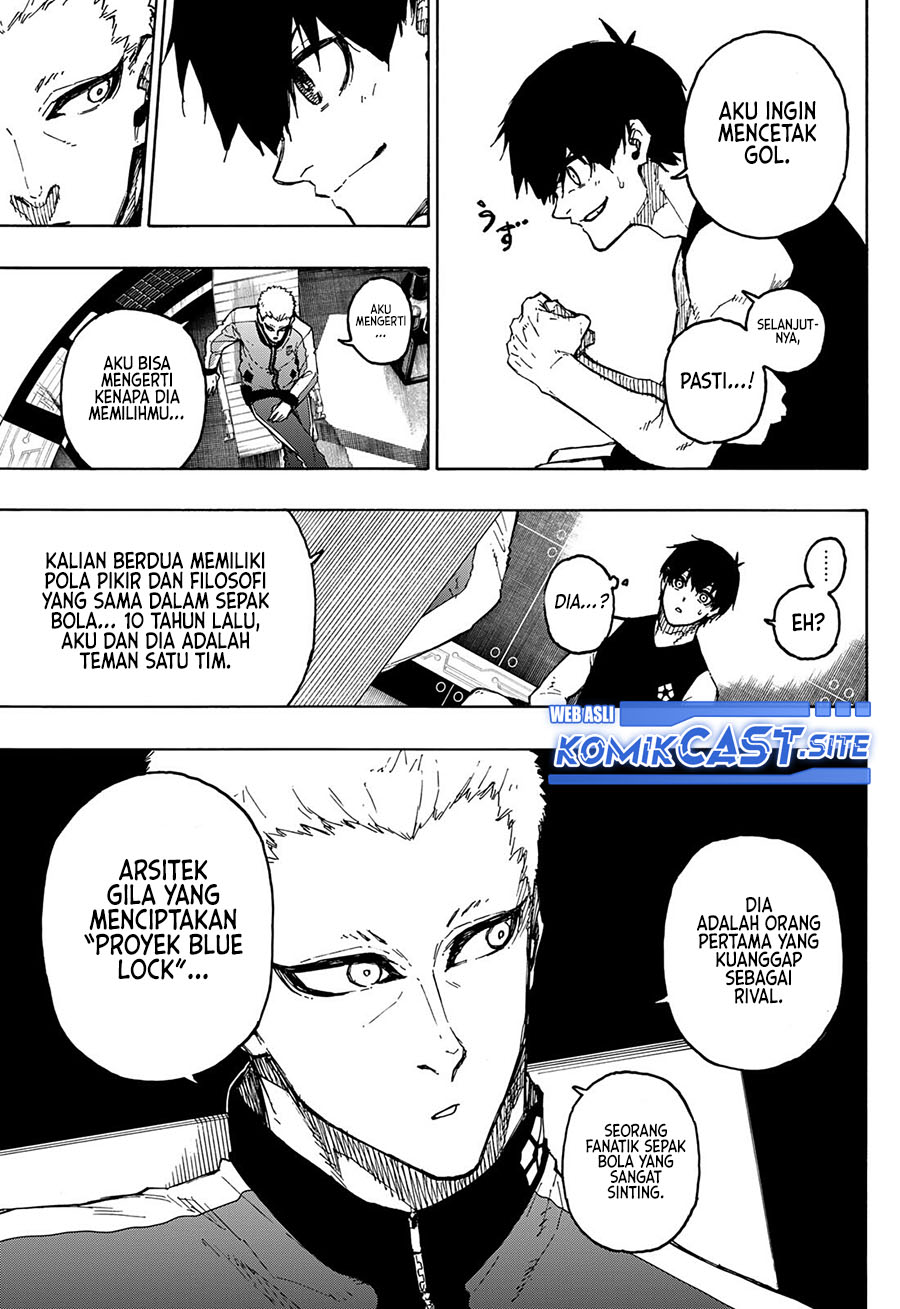 AKU INGIN
MENCETAK
GOL.
うす…
SELANJUT-
NYA,
PASTI...!
AKU
MENGERTI
...
AKU BISA
MENGERTI
KENAPA DIA
MEMILIHMU...
......
EH?
DIA...?
KALIAN BERDUA MEMILIKI
POLA PIKIR DAN FILOSOFI
YANG SAMA DALAM SEPAK
BOLA... 10 TAHUN LALU,
AKU DAN DIA ADALAH
TEMAN SATU TIM.
WEB ASLI
KOMIKCAST.SITE
DIA
ADALAH ORANG
PERTAMA YANG
KUANGGAP
SEBAGAI
RIVAL.
SEORANG
FANATIK SEPAK
BOLA YANG
SANGAT
SINTING.
ARSITEK
GILA YANG
MENCIPTAKAN
“PROYEK BLUE
LOCK”...